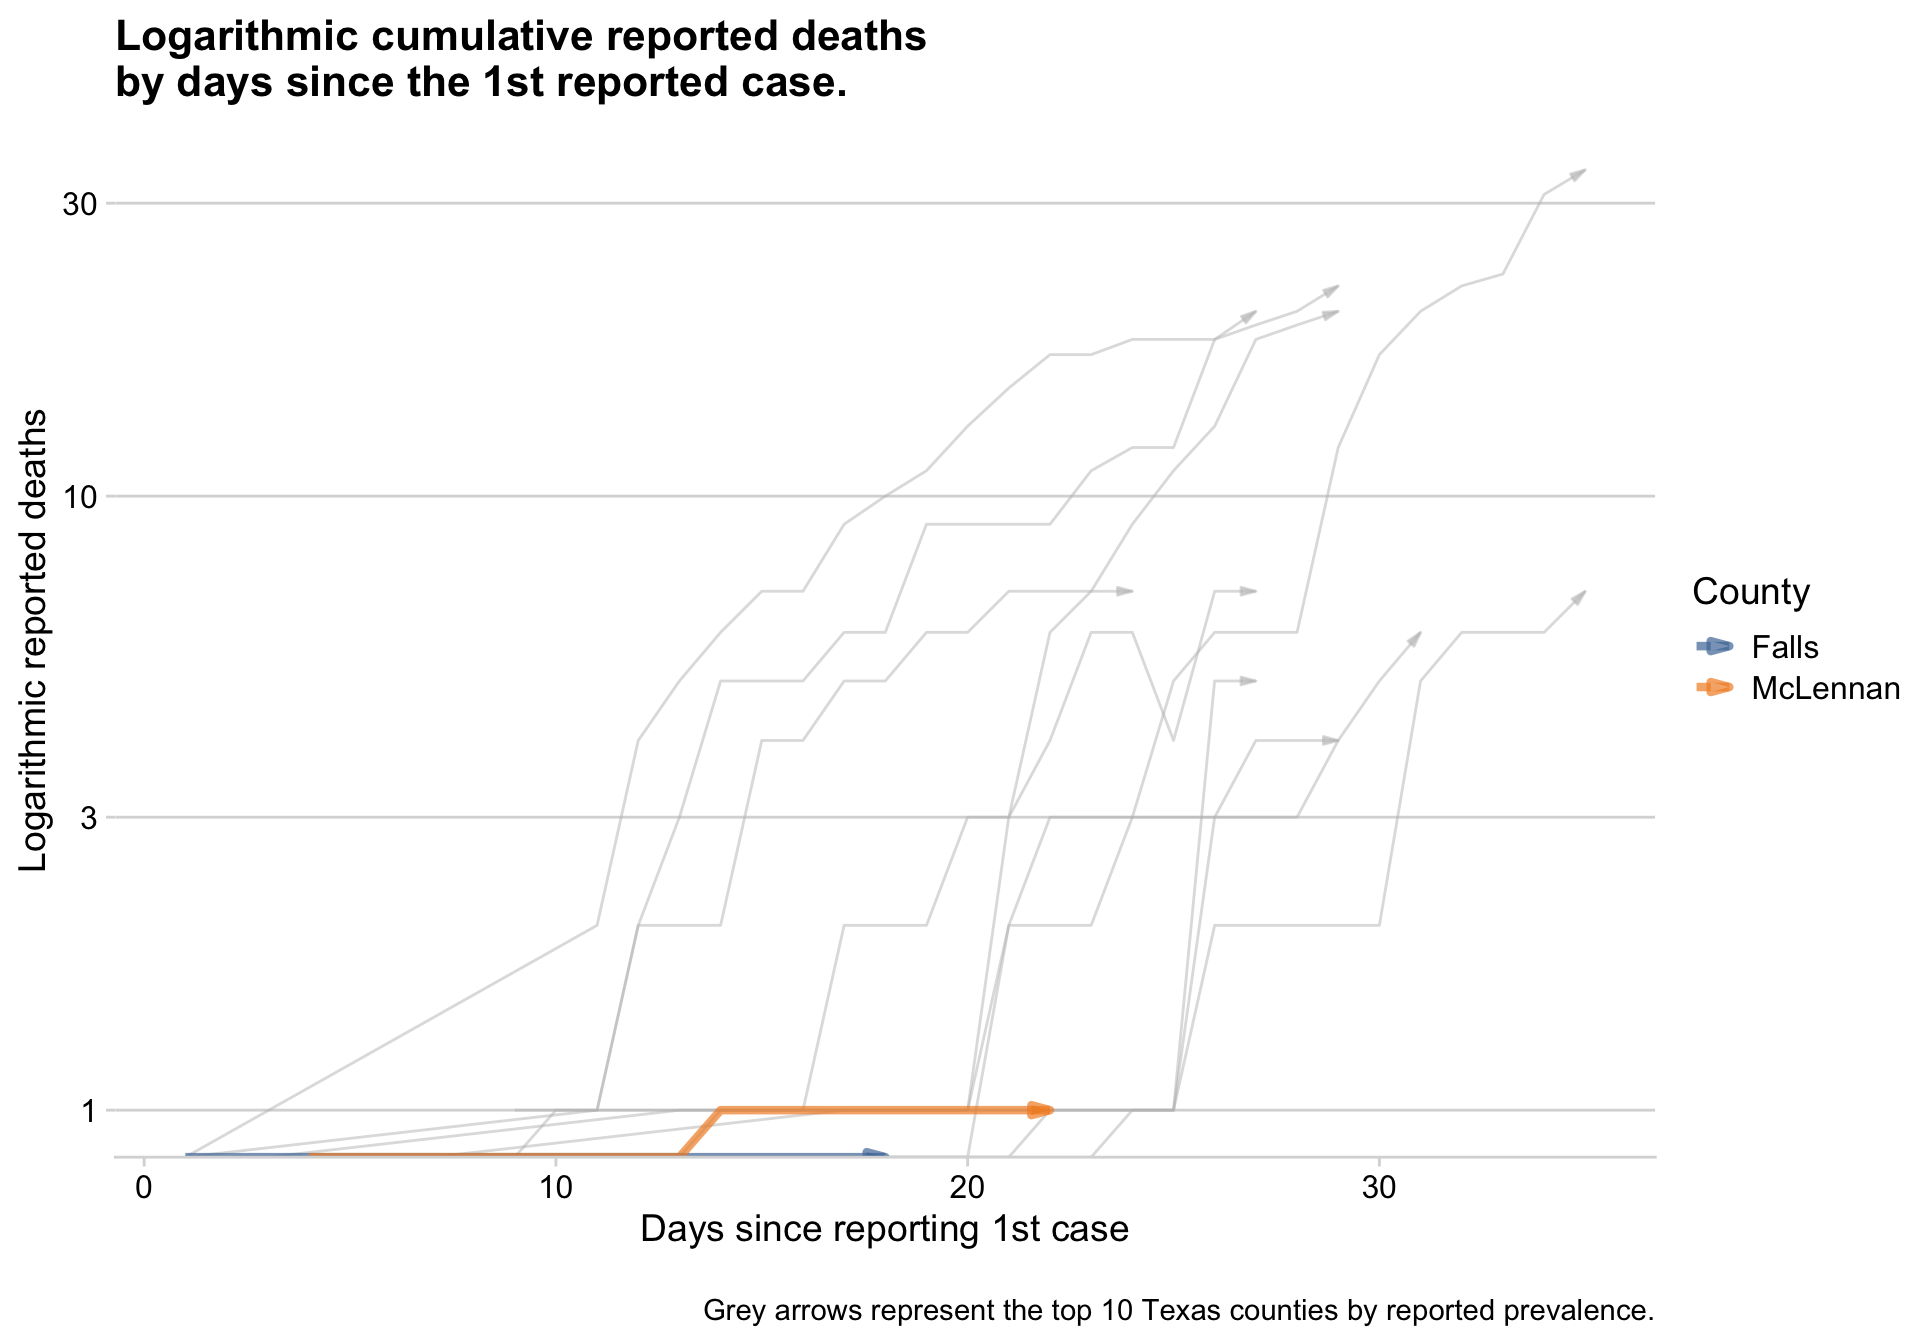 Logarithmic cumulative reported deaths
by days since the 1st reported case.
Logarithmic reported deaths
30
10
3
1
0
10
20
30
Days since reporting 1st case
County
Falls
McLennan
Grey arrows represent the top 10 Texas counties by reported prevalence.